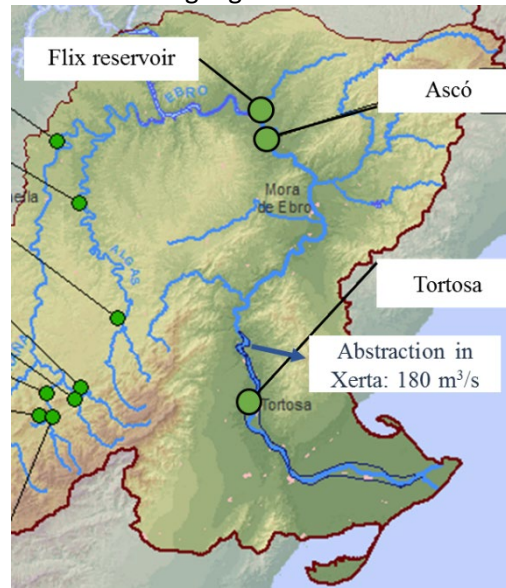 Flix reservoir
EBRO
Ascó
Mora
de Ebro
ALGAS
Tortosa
Abstraction in
Xerta: 180 m³/s
Tortosa